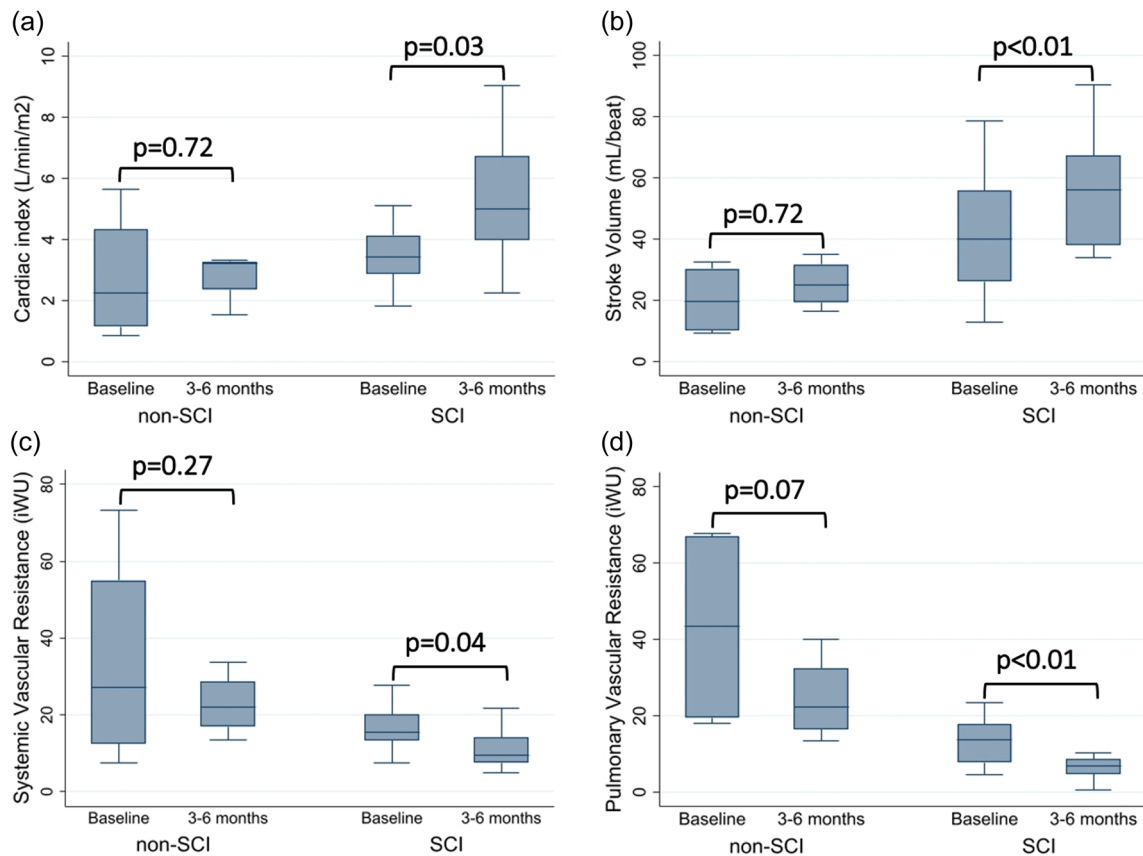 (a)
Cardiac index (L/min/m2)
10
8
6
4
2
0
p=0.72
p=0.03
Baseline 3-6 months Baseline 3-6 months
non-SCI SCI
(b)
Stroke Volume (mL/beat)
100
80
60
40
20
0
p=0.72
p<0.01
Baseline 3-6 months Baseline 3-6 months
non-SCI SCI
(c)
Systemic Vascular Resistance (iWU)
80
60
40
20
0
p=0.27
p=0.04
Baseline 3-6 months Baseline 3-6 months
non-SCI SCI
(d)
Pulmonary Vascular Resistance (iWU)
80
60
40
20
0
p=0.07
p<0.01
Baseline 3-6 months Baseline 3-6 months
non-SCI SCI